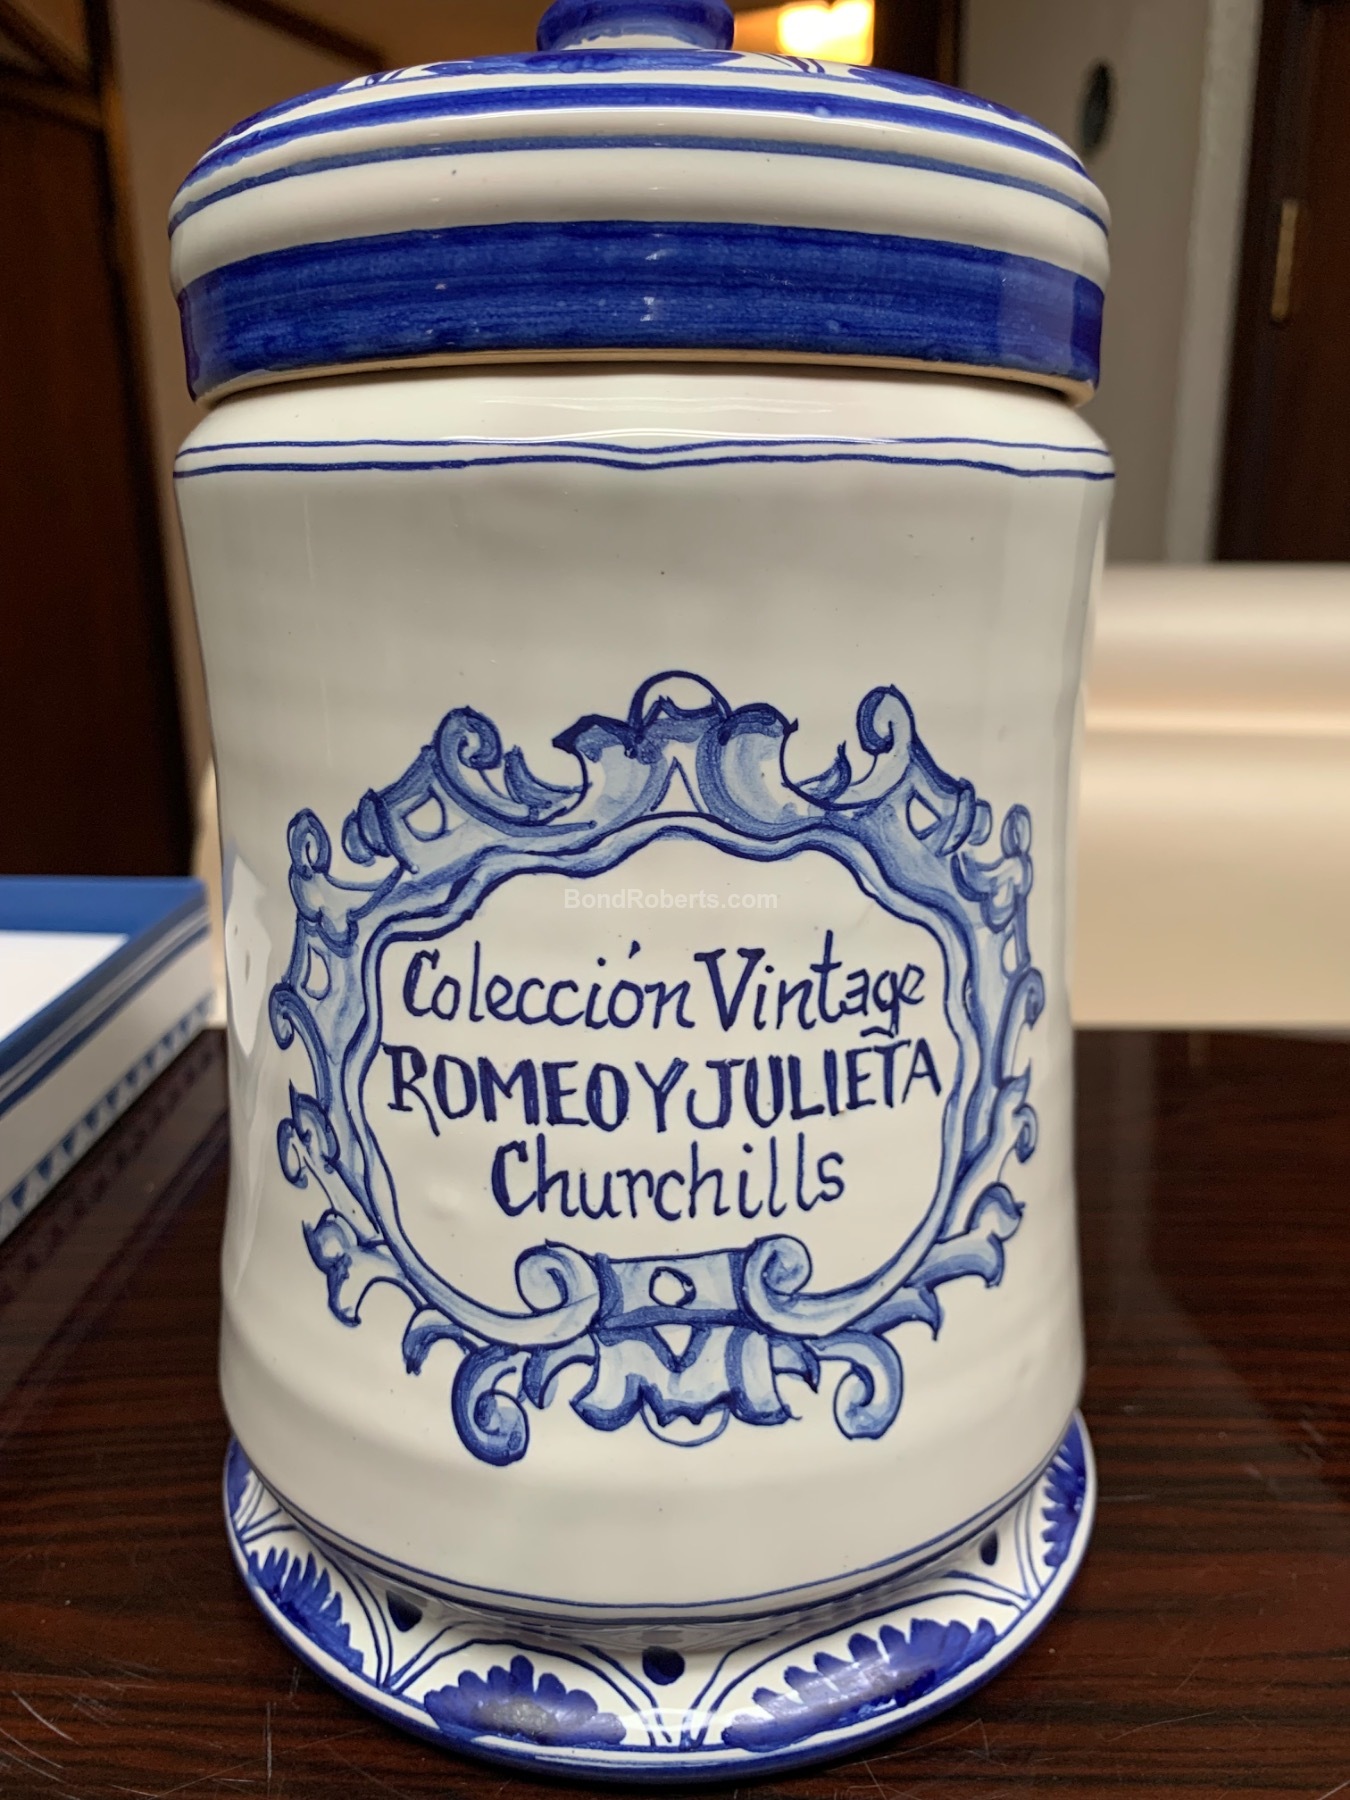 BondRoberts.com
Colección Vintage
ROMEO Y JULIETA
Churchills